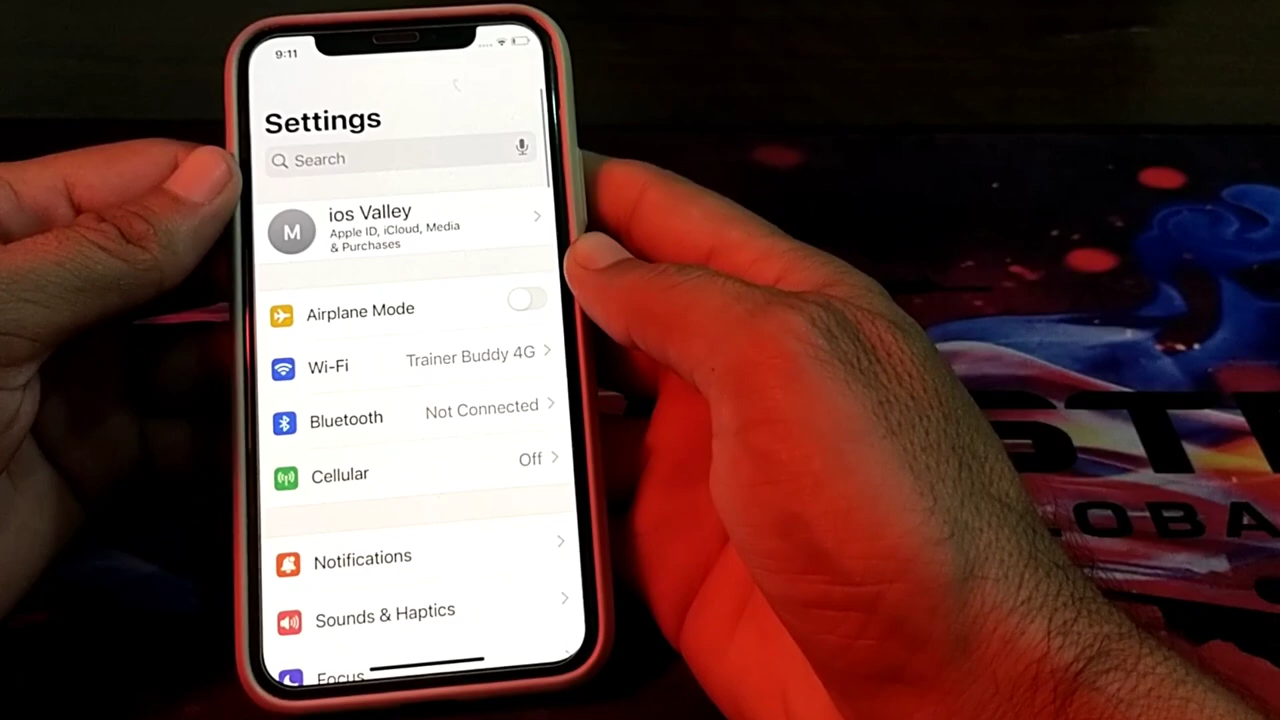 9:11
Settings
Search
M
ios Valley
Apple ID, iCloud, Media
& Purchases
Airplane Mode
Wi-Fi
Trainer Buddy 4G
Bluetooth
Not Connected
Cellular
Off
Notifications
Sounds & Haptics
Focus